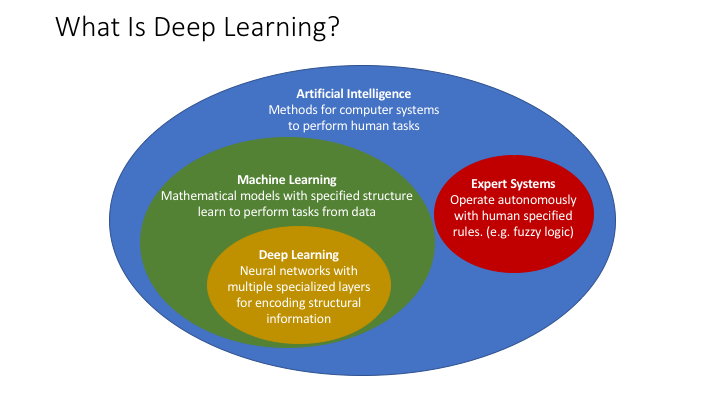 What Is Deep Learning?
Artificial Intelligence
Methods for computer systems
to perform human tasks
Machine Learning
Mathematical models with specified structure
learn to perform tasks from data
Expert Systems
Operate autonomously
with human specified
rules. (e.g. fuzzy logic)
Deep Learning
Neural networks with
multiple specialized layers
for encoding structural
information